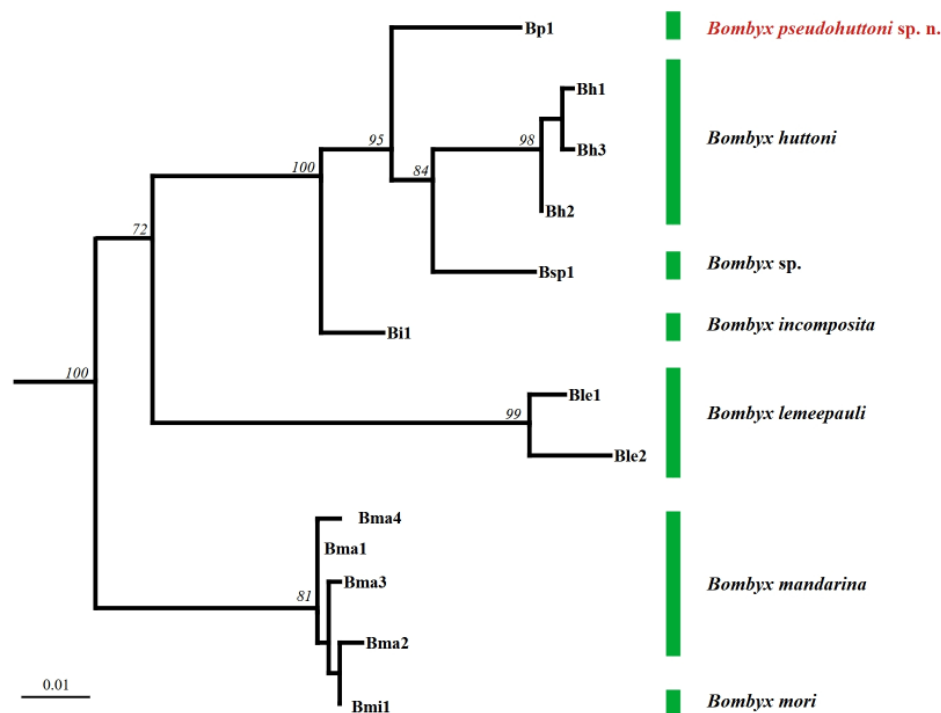 Bp1
Bombyx pseudohuttoni sp. n.
Bh1
Bombyx huttoni
95
98
Bh3
100
84
Bh2
72
Bsp1
Bombyx sp.
Bi1
Bombyx incomposita
100
Ble1
Bombyx lemeepauli
99
Ble2
Bma4
Bma1
Bma3
Bombyx mandarina
81
Bma2
0.01
Bmi1
Bombyx mori